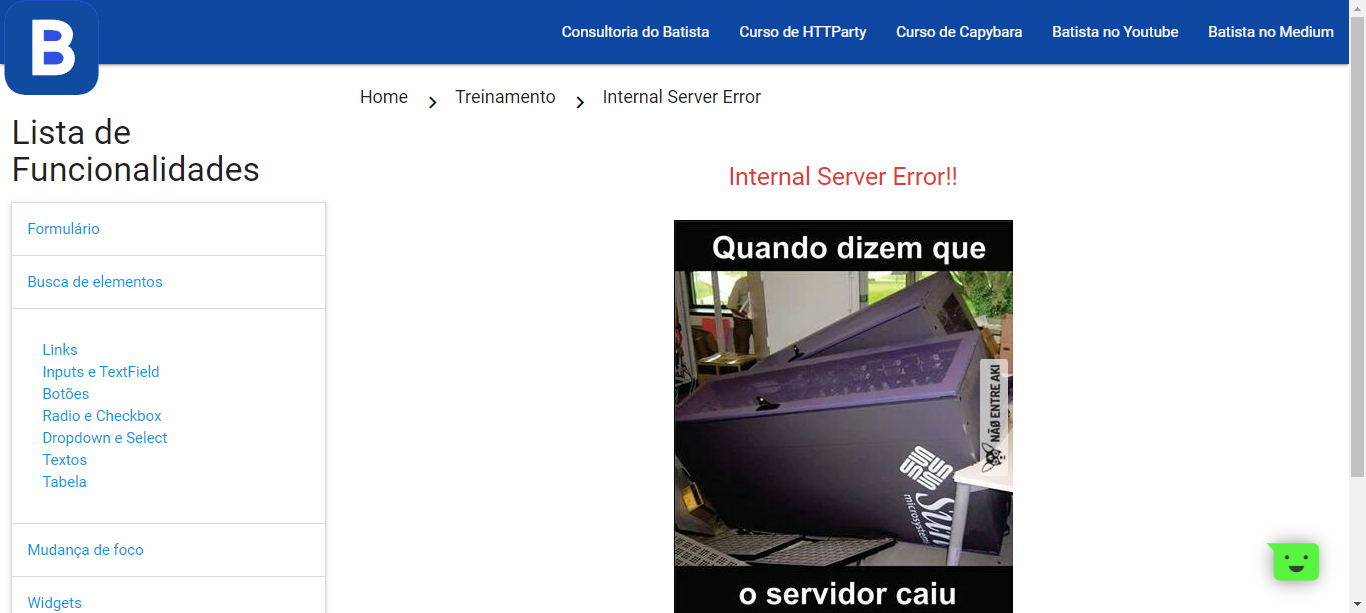 B
Consultoria do Batista
Curso de HTTParty
Curso de Capybara
Batista no Youtube
Batista no Medium
Home
Treinamento
Internal Server Error
Lista de
Funcionalidades
Formulário
Busca de elementos
Links
Inputs e TextField
Botões
Radio e Checkbox
Dropdown e Select
Textos
Tabela
Mudança de foco
Widgets
Internal Server Error!!
Quando dizem que
NÃO ENTRE AKI
Sun
microsystems
o servidor caiu